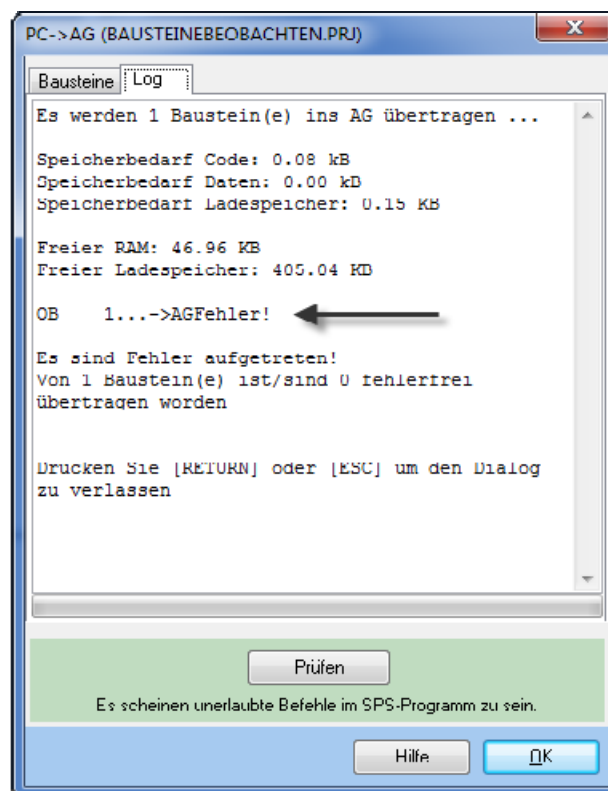 PC->AG (BAUSTEINEBEOBACHTEN.PRJ)
Bausteine
Log
Es werden 1 Baustein(e) ins AG übertragen ...
Speicherbedarf Code: 0.08 kB
Speicherbedarf Daten: 0.00 kB
Speicherbedarf Ladespeicher: 0.15 KB
Freier RAM: 46.96 KB
Freier Ladespeicher: 405.04 KB
OB 1...->AGFehler!
Es sind Fehler aufgetreten!
Von 1 Baustein(e) ist/sind 0 fehlerfrei
übertragen worden
Drücken Sie [RETURN] oder [ESC] um den Dialog
zu verlassen
Prüfen
Es scheinen unerlaubte Befehle im SPS-Programm zu sein.
Hilfe
OK